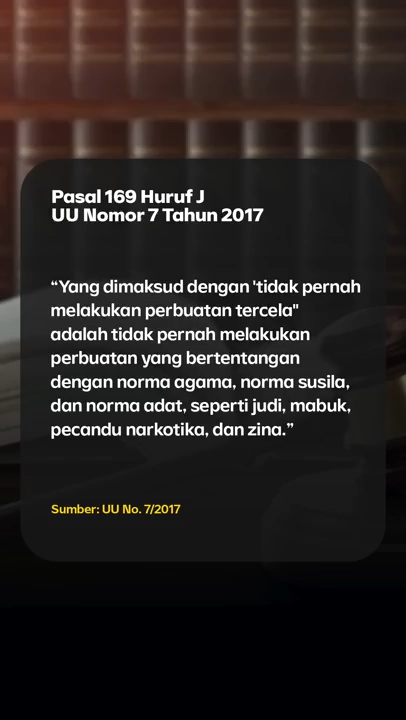 Pasal 169 Huruf J
UU Nomor 7 Tahun 2017
“Yang dimaksud dengan 'tidak pernah
melakukan perbuatan tercela"
adalah tidak pernah melakukan
perbuatan yang bertentangan
dengan norma agama, norma susila,
dan norma adat, seperti judi, mabuk,
pecandu narkotika, dan zina.”
Sumber: UU No. 7/2017